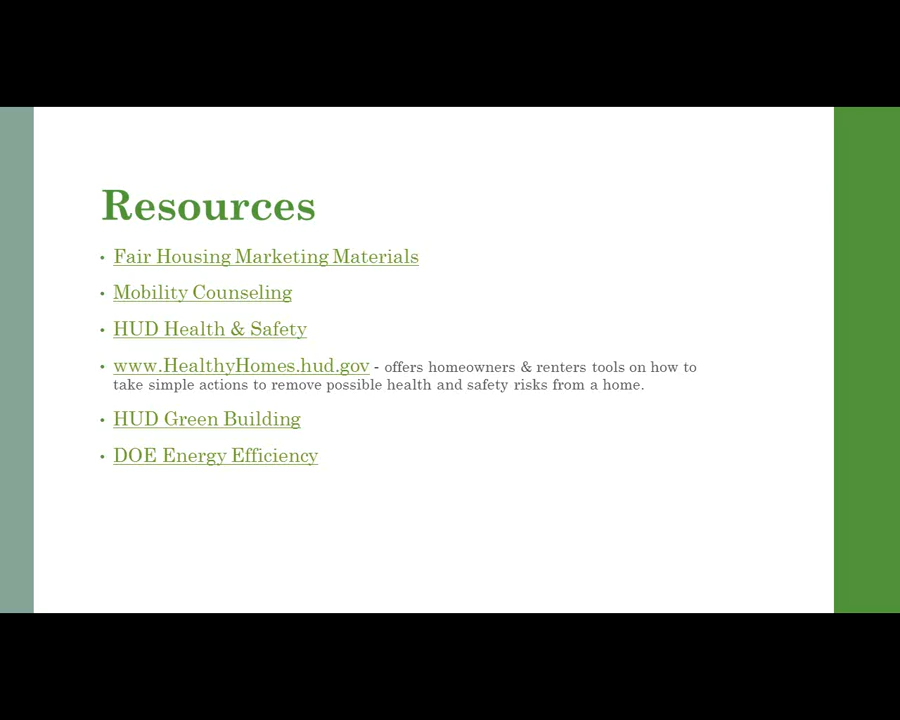 Resources
• Fair Housing Marketing Materials
• Mobility Counseling
• HUD Health & Safety
• www.HealthyHomes.hud.gov - offers homeowners & renters tools on how to
take simple actions to remove possible health and safety risks from a home.
• HUD Green Building
• DOE Energy Efficiency